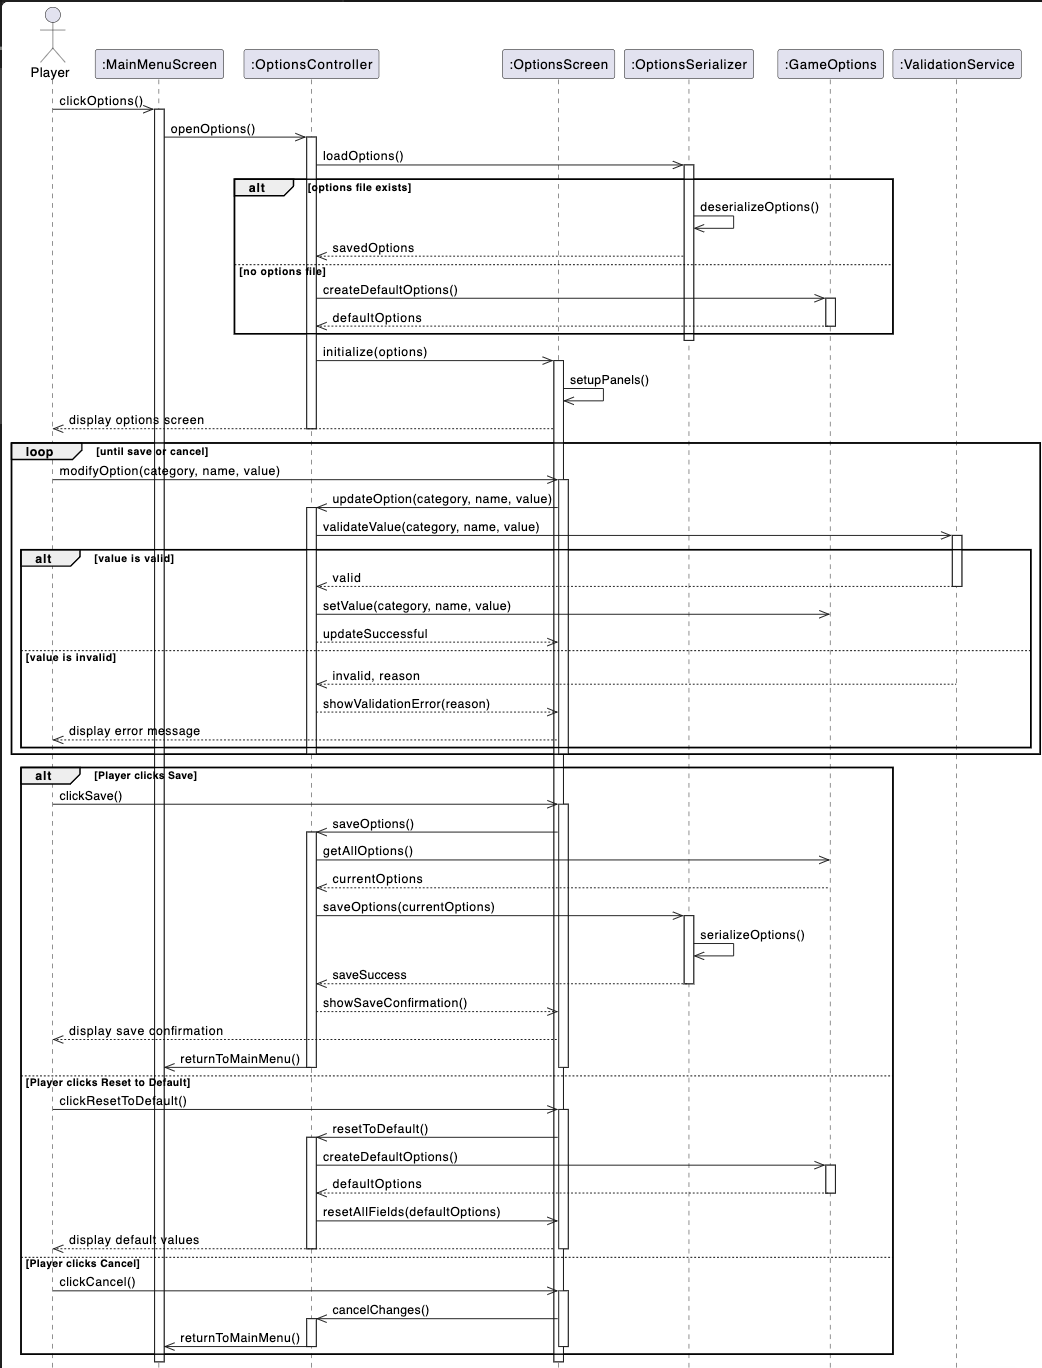 Player
:MainMenuScreen
:OptionsController
:OptionsScreen
:OptionsSerializer
:GameOptions
:ValidationService
clickOptions()
openOptions()
loadOptions()
alt
[options file exists]
deserializeOptions()
savedOptions
[no options file]
createDefaultOptions()
defaultOptions
initialize(options)
setupPanels()
display options screen
loop
[until save or cancel]
modifyOption(category, name, value)
updateOption(category, name, value)
validateValue(category, name, value)
alt
[value is valid]
valid
setValue(category, name, value)
updateSuccessful
[value is invalid]
invalid, reason
showValidationError(reason)
display error message
alt
[Player clicks Save]
clickSave()
saveOptions()
getAllOptions()
currentOptions
saveOptions(currentOptions)
serializeOptions()
saveSuccess
showSaveConfirmation()
display save confirmation
returnToMainMenu()
[Player clicks Reset to Default]
clickResetToDefault()
resetToDefault()
createDefaultOptions()
defaultOptions
resetAllFields(defaultOptions)
display default values
[Player clicks Cancel]
clickCancel()
cancelChanges()
returnToMainMenu()